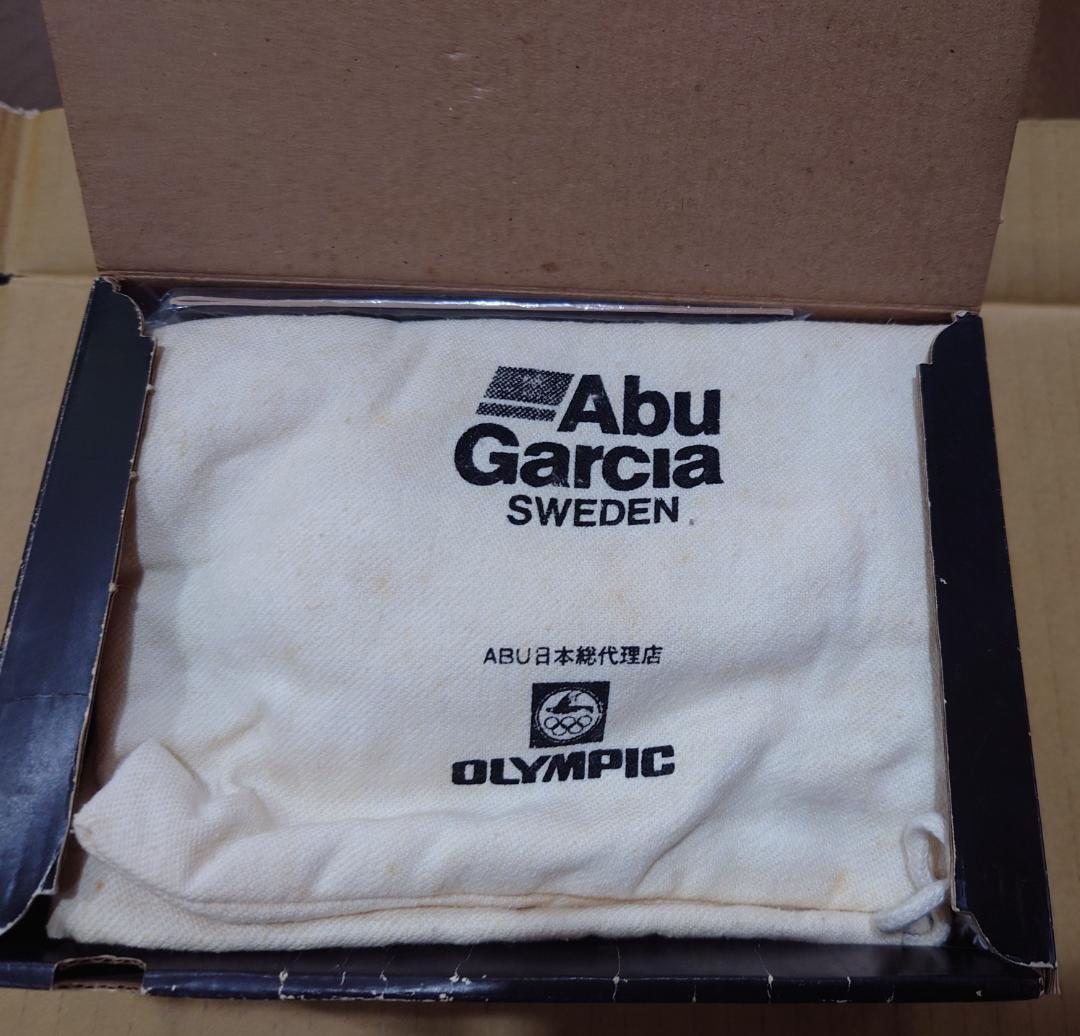 Abu
Garcia
SWEDEN
ABU日本総代理店
OLYMPIC